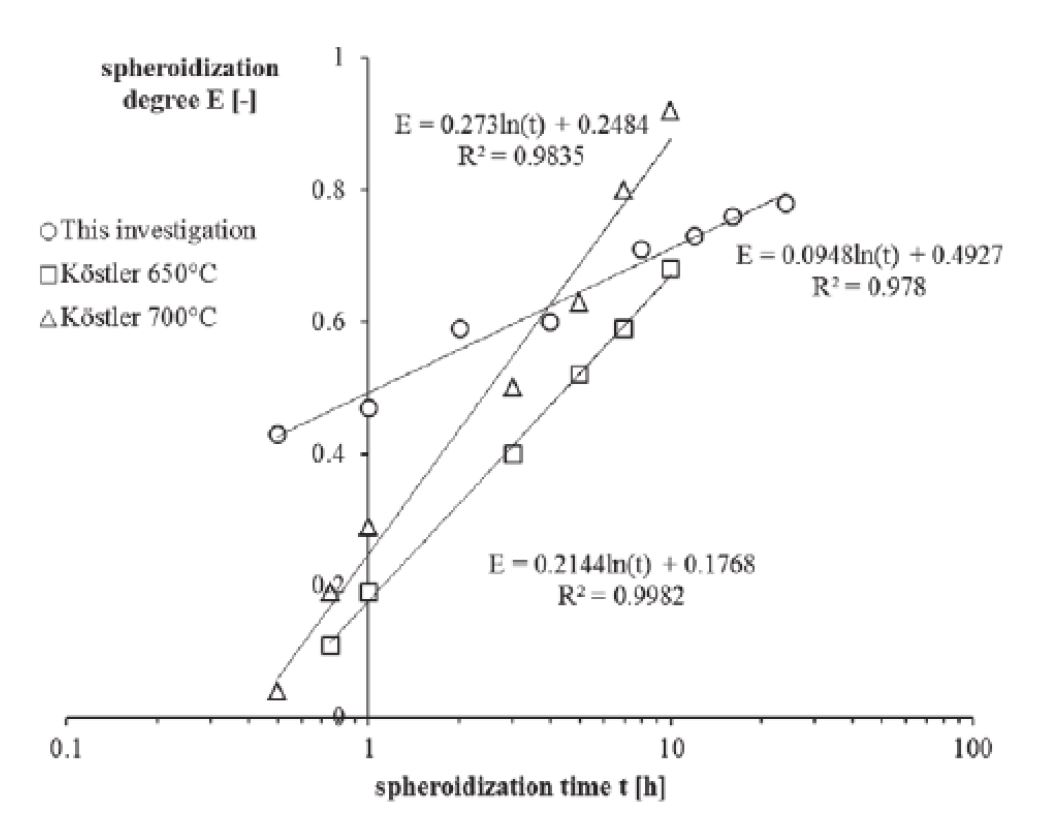 spheroidization
degree E [-]
1
0.8
0.6
0.4
0.2
0
E = 0.273ln(t) + 0.2484
R² = 0.9835
This investigation
Köstler 650°C
Köstler 700°C
E = 0.0948ln(t) + 0.4927
R² = 0.978
E = 0.2144ln(t) + 0.1768
R² = 0.9982
0.1 1 10 100
spheroidization time t [h]